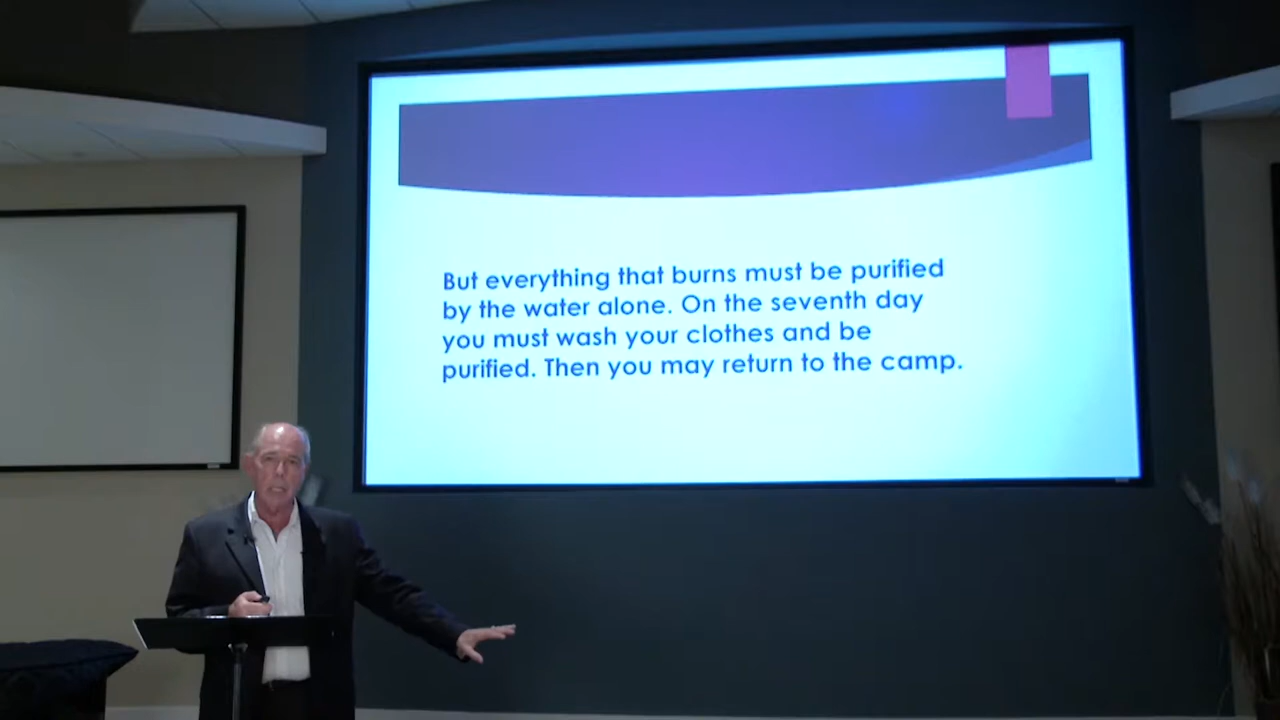 But everything that burns must be purified
by the water alone. On the seventh day
you must wash your clothes and be
purified. Then you may return to the camp.